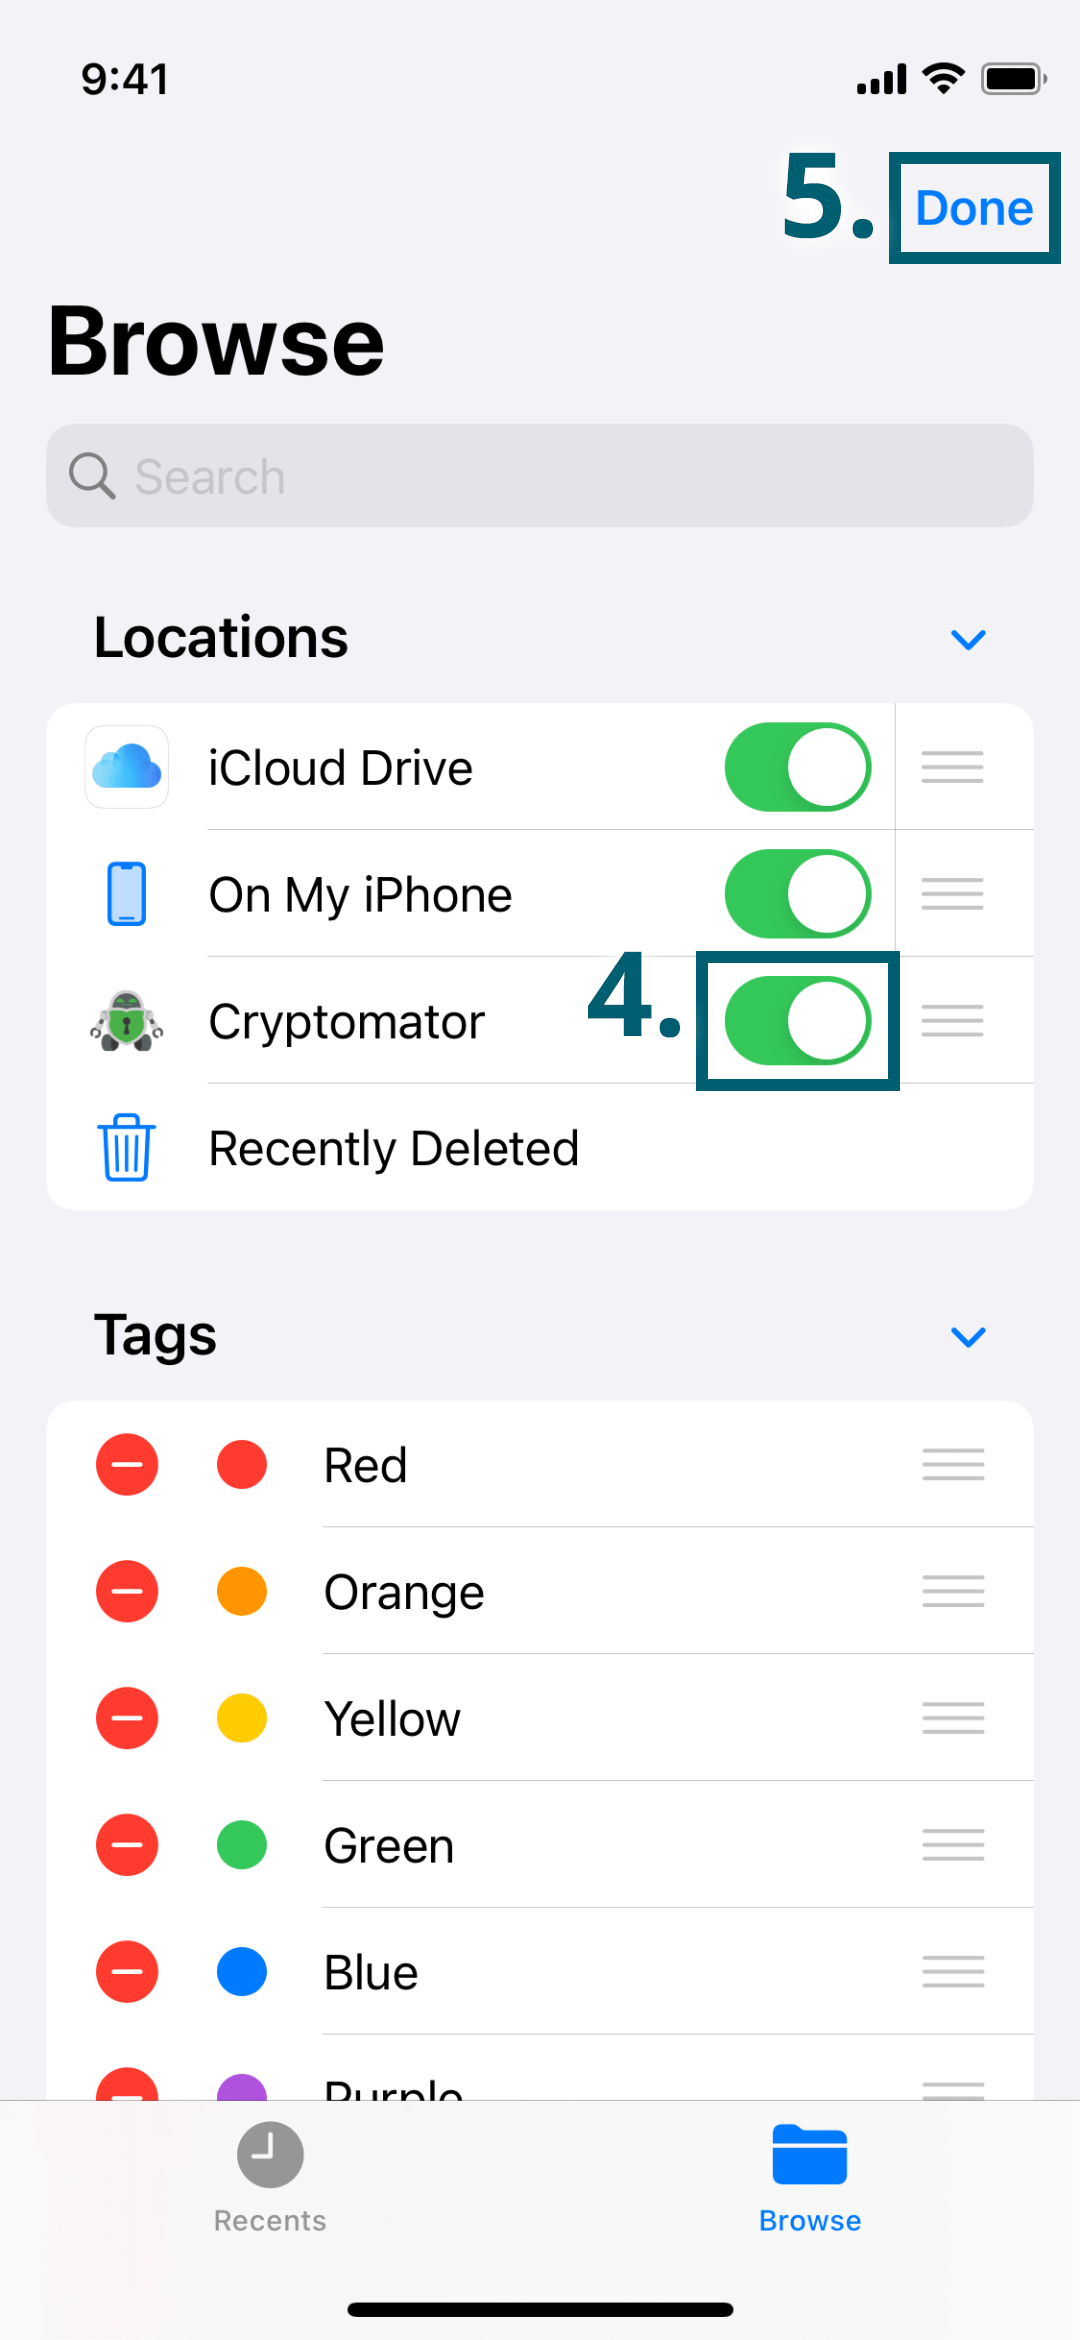 9:41
5. Done
Browse
Search
Locations
iCloud Drive
On My iPhone
Cryptomator 4.
Recently Deleted
Tags
Red
Orange
Yellow
Green
Blue
Purple
Recents Browse